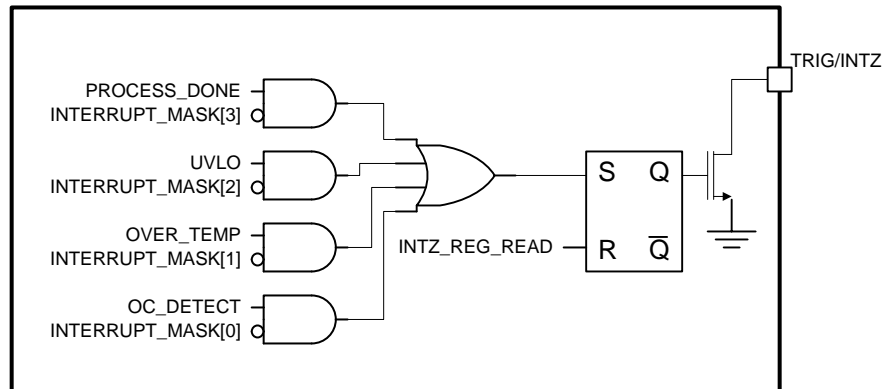 TRIG/INTZ
PROCESS_DONE
INTERRUPT_MASK[3]
UVLO
INTERRUPT_MASK[2]
OVER_TEMP
INTERRUPT_MASK[1]
OC_DETECT
INTERRUPT_MASK[0]
INTZ_REG_READ
S Q
R Q̅